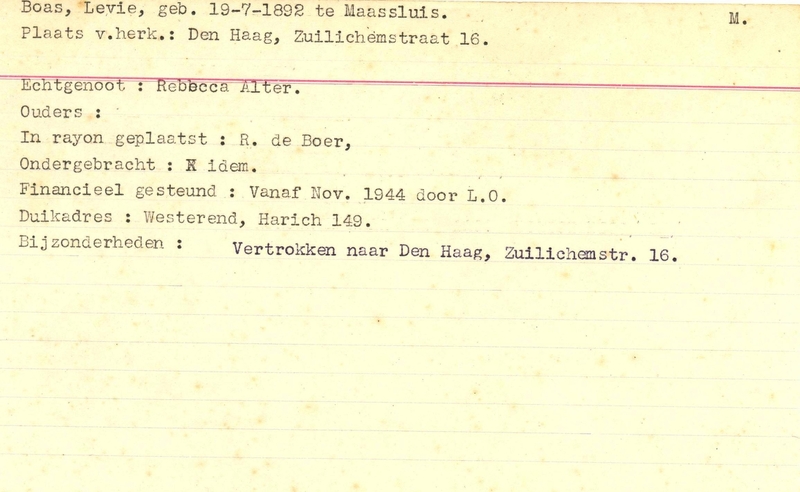 Boas, Levie, geb. 19-7-1892 te Maassluis. M.
Plaats v.herk.: Den Haag, Zuilichemstraat 16.
Echtgenoot : Rebbcca Alter.
Ouders :
In rayon geplaatst : R. de Boer,
Ondergebracht : X idem.
Financieel gesteund : Vanaf Nov. 1944 door L.O.
Duikadres : Westerend, Harich 149.
Bijzonderheden : Vertrokken naar Den Haag, Zuilichemstr. 16.